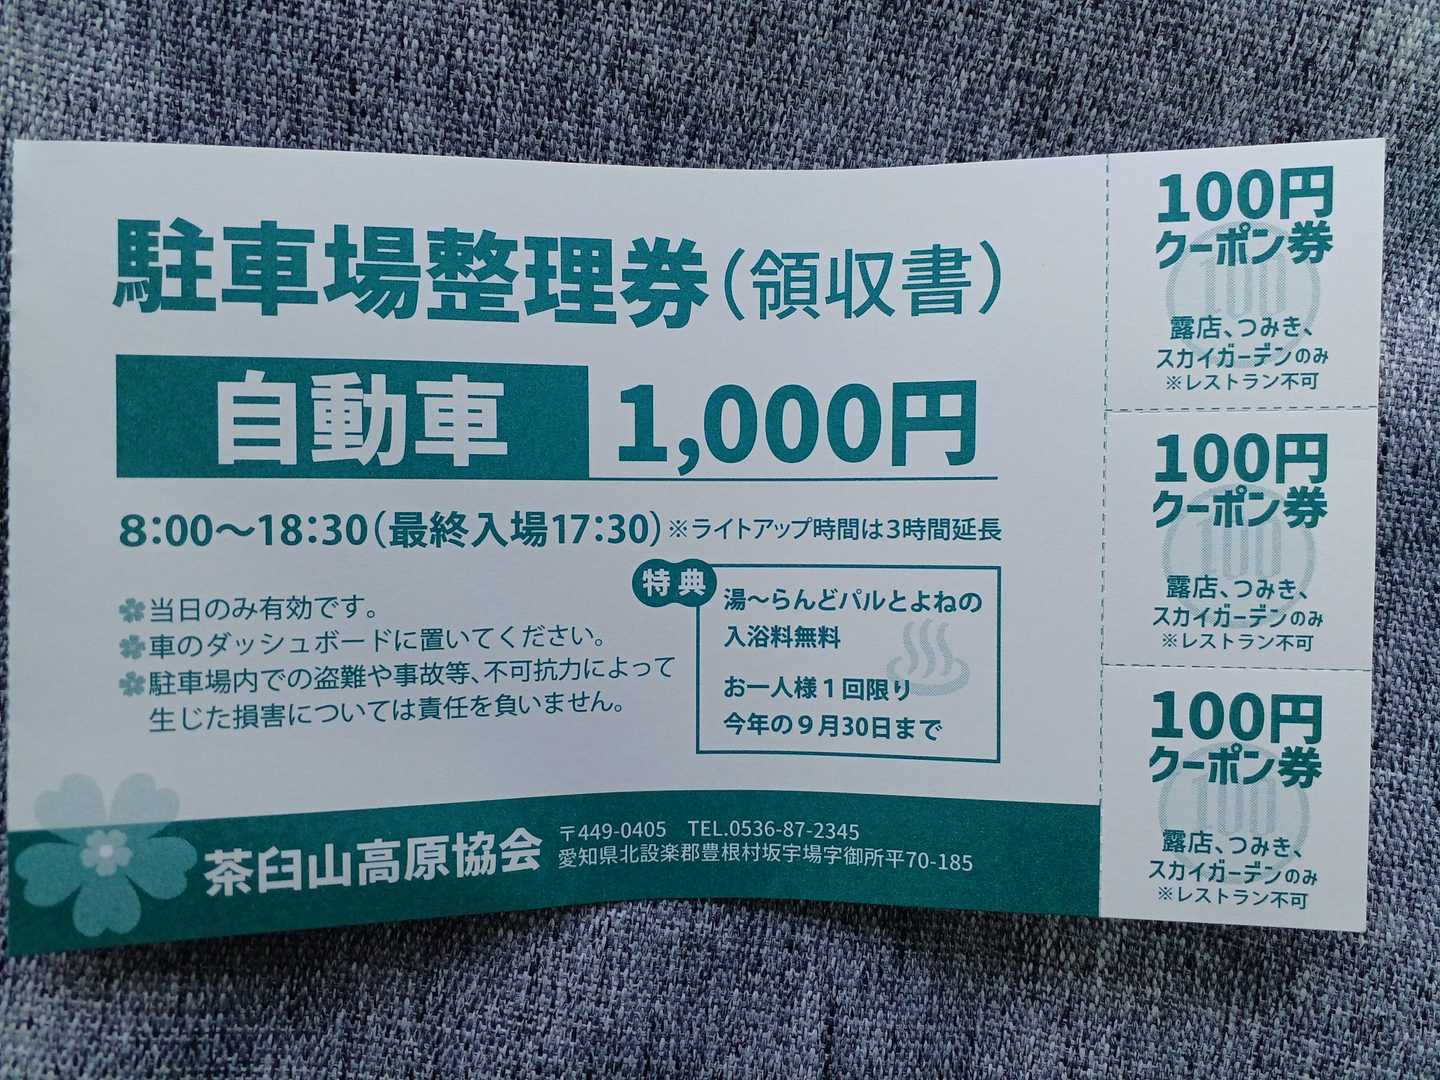 駐車場整理券(領収書)
自動車 1,000円
8:00～18:30(最終入場17:30)※ライトアップ時間は3時間延長
当日のみ有効です。
車のダッシュボードに置いてください。
駐車場内での盗難や事故等、不可抗力によって
生じた損害については責任を負いません。
特典
湯～らんどパルとよねの
入浴料無料
お一人様1回限り
今年の9月30日まで
茶臼山高原協会
〒449-0405 TEL.0536-87-2345
愛知県北設楽郡豊根村坂宇場字御所平70-185
100円
クーポン券
100
露店、つみき、
スカイガーデンのみ
※レストラン不可
100円
クーポン券
100
露店、つみき、
スカイガーデンのみ
※レストラン不可
100円
クーポン券
100
露店、つみき、
スカイガーデンのみ
※レストラン不可